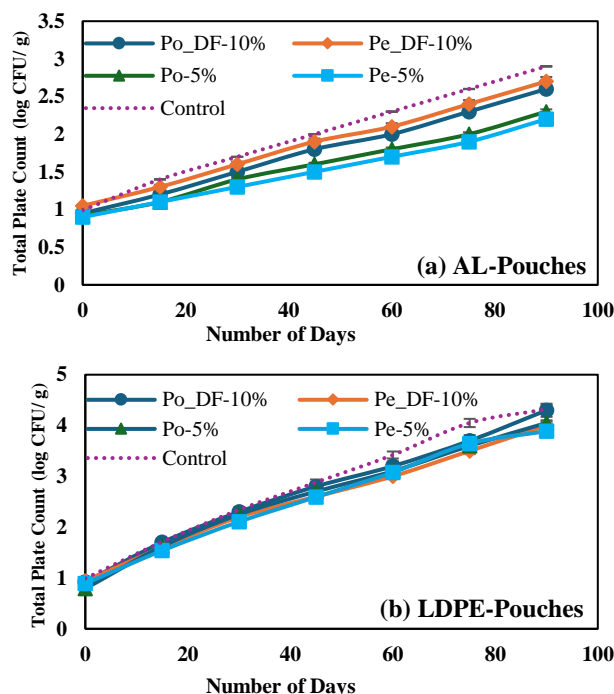 3.5
3
2.5
2
1.5
1
0.5
0
Total Plate Count (log CFU/ g)
Po_DF-10%
Pe_DF-10%
Po-5%
Pe-5%
Control
(a) AL-Pouches
0 20 40 60 80 100
Number of Days
5
4
3
2
1
0
Total Plate Count (log CFU/ g)
Po_DF-10%
Pe_DF-10%
Po-5%
Pe-5%
Control
(b) LDPE-Pouches
0 20 40 60 80 100
Number of Days